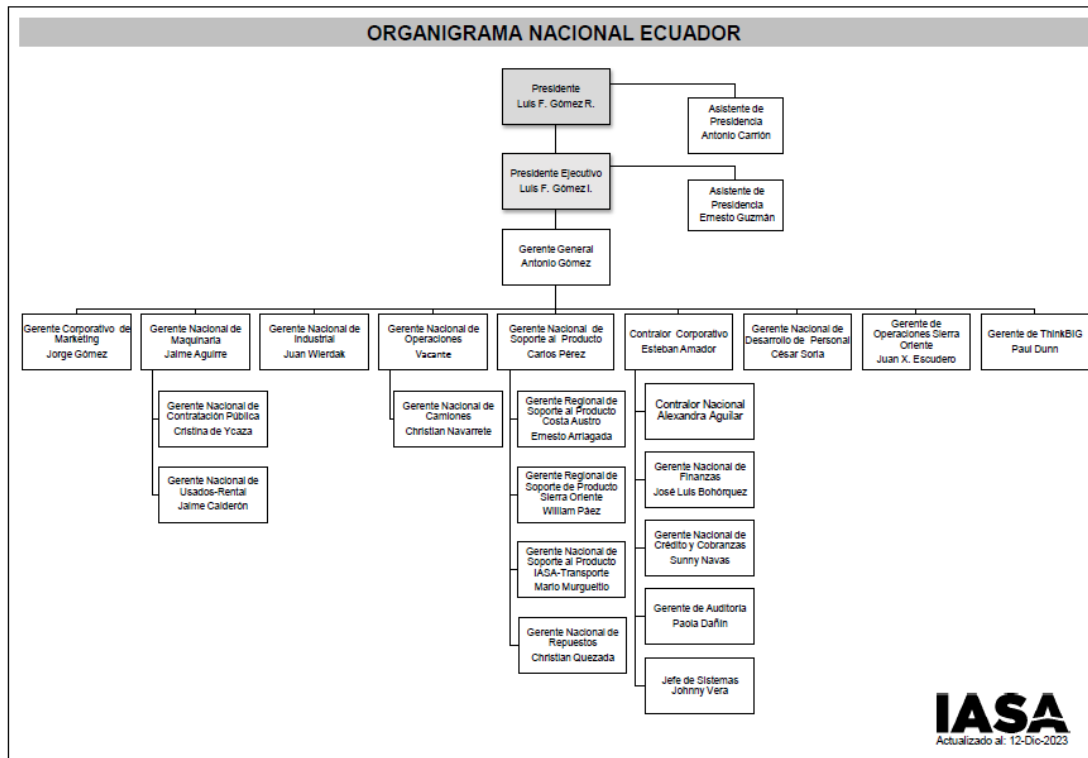 ORGANIGRAMA NACIONAL ECUADOR
Presidente
Luis F. Gómez R.
Asistente de
Presidencia
Antonio Carrión
Presidente Ejecutivo
Luis F. Gómez I.
Asistente de
Presidencia
Ernesto Guzmán
Gerente General
Antonio Gómez
Gerente Corporativo de
Marketing
Jorge Gómez
Gerente Nacional de
Maquinaria
Jaime Aguirre
Gerente Nacional de
Industrial
Juan Wierdak
Gerente Nacional de
Operaciones
Vacante
Gerente Nacional de
Soporte al Producto
Carlos Pérez
Contralor Corporativo
Esteban Amador
Gerente Nacional de
Desarrollo de Personal
César Soria
Gerente de
Operaciones Sierra
Oriente
Juan X. Escudero
Gerente de ThinkBIG
Paul Dunn
Gerente Nacional de
Contratación Pública
Cristina de Ycaza
Gerente Nacional de
Usados-Rental
Jaime Calderón
Gerente Nacional de
Camiones
Christian Navarrete
Gerente Regional de
Soporte al Producto
Costa Austro
Ernesto Arriagada
Gerente Regional de
Soporte de Producto
Sierra Oriente
William Páez
Gerente Nacional de
Soporte al Producto
IASA-Transporte
Mario Murgueitio
Gerente Nacional de
Repuestos
Christian Quezada
Contralor Nacional
Alexandra Aguilar
Gerente Nacional de
Finanzas
José Luis Bohórquez
Gerente Nacional de
Crédito y Cobranzas
Sunny Navas
Gerente de Auditoría
Paola Dañín
Jefe de Sistemas
Johnny Vera
IASA
Actualizado al: 12-Dic-2023